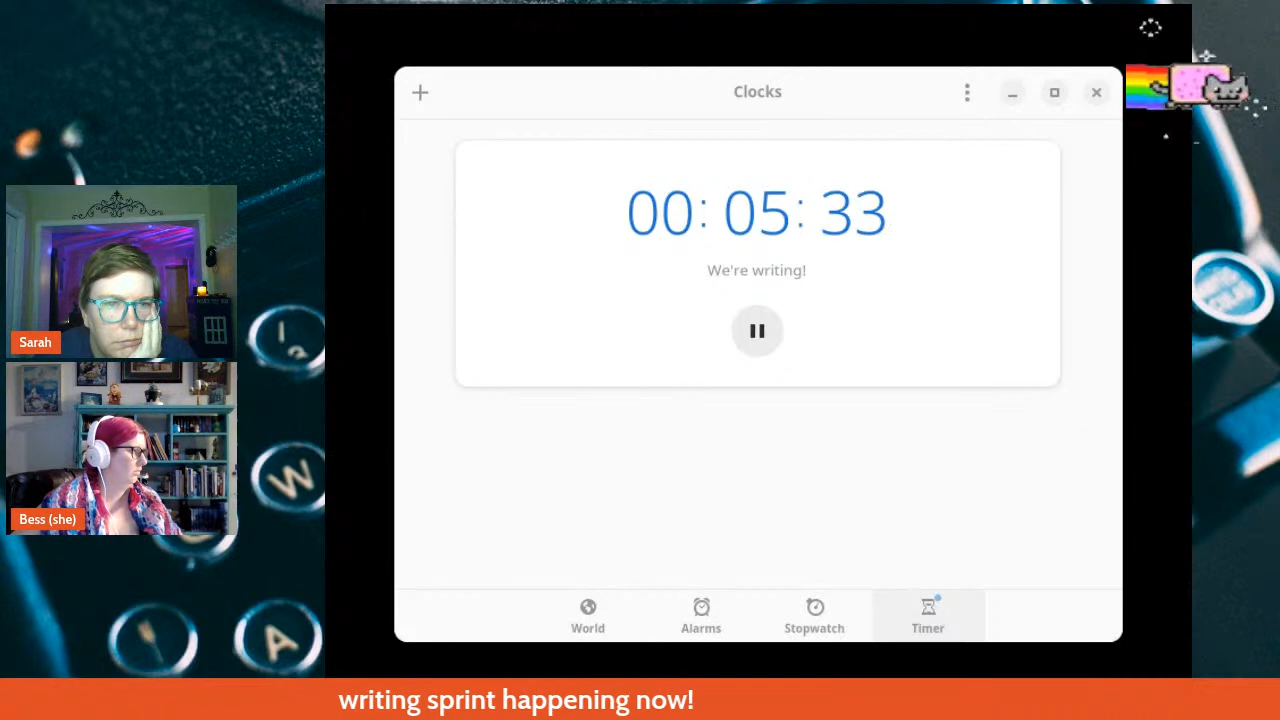 Clocks
00: 05: 33
We're writing!
Sarah
Bess (she)
I
W
A
World
Alarms
Stopwatch
Timer
writing sprint happening now!